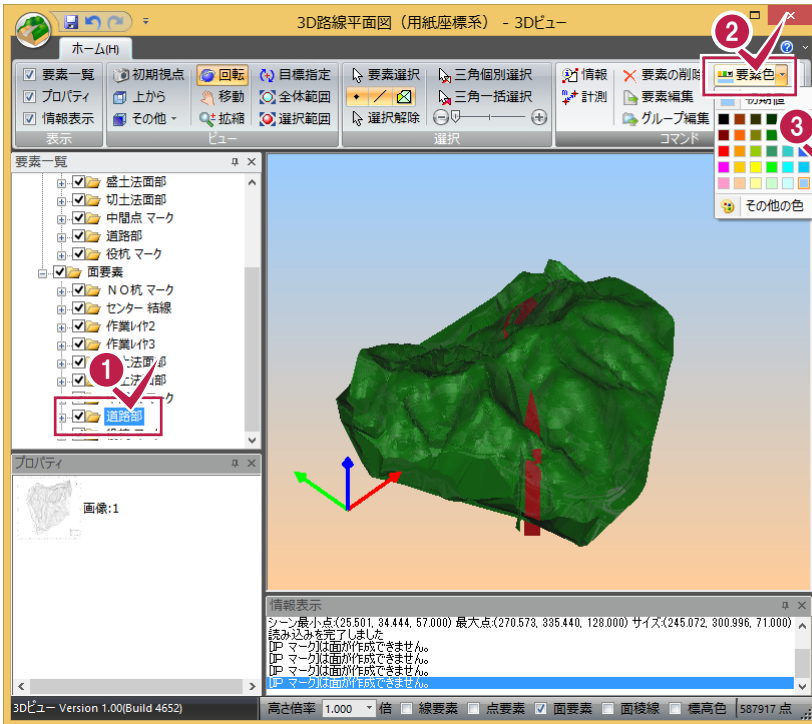 3D路線平面図（用紙座標系） - 3Dビュー
ホーム(H)
要素一覧 初期視点 回転 目標指定 要素選択 三角個別選択 情報 要素の削除 要素色
プロパティ 上から 移動 全体範囲 三角一括選択 計測 要素編集 初期値
情報表示 その他 拡縮 選択範囲 選択解除 グループ編集
表示 ビュー 選択 コマンド
2
3
その他の色
要素一覧
盛土法面部
切土法面部
中間点 マーク
道路部
役杭 マーク
面要素
NO杭 マーク
センター 結線
作業レイヤ2
作業レイヤ3
1
道路部
プロパティ
画像:1
情報表示
シーン最小点:(25.501, 34.444, 57.000) 最大点:(270.573, 335.440, 128.000) サイズ:(245.072, 300.996, 71.000)
読み込みを完了しました
[IP マーク]は面が作成できません。
[IP マーク]は面が作成できません。
[IP マーク]は面が作成できません。
[IP マーク]は面が作成できません。
3Dビュー Version 1.00(Build 4652) 高さ倍率 1.000 倍 線要素 点要素 面要素 面稜線 標高色 587917 点